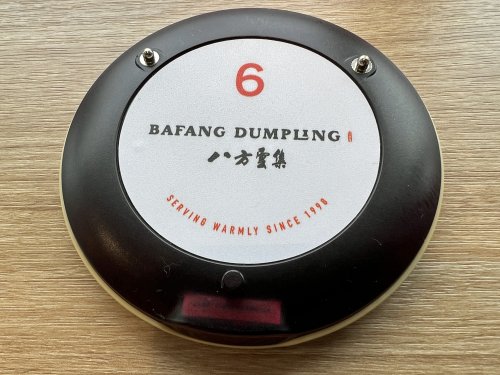 6
BAFANG DUMPLING
八方雲集
SERVING WARMLY SINCE 1998